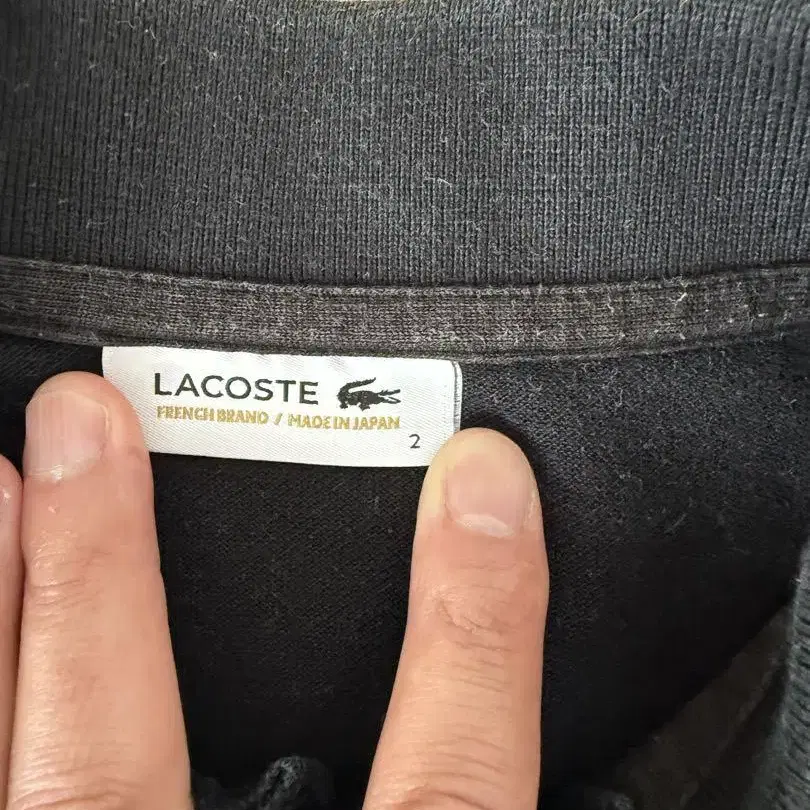 LACOSTE
FRENCH BRAND / MADE IN JAPAN
2